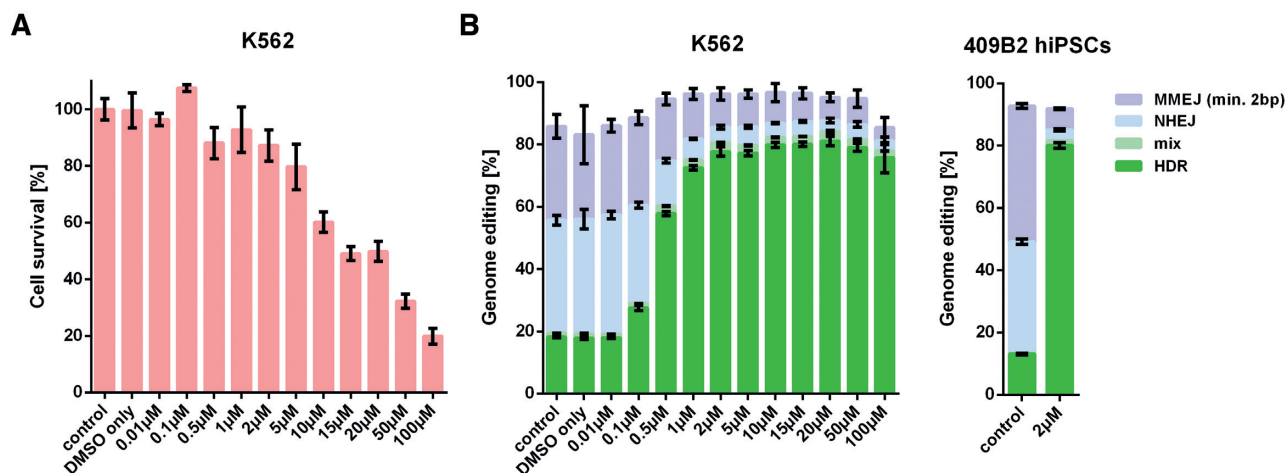 A
K562
Cell survival [%]
100
80
60
40
20
0
control
DMSO only
0.01µM
0.1µM
0.5µM
1µM
2µM
5µM
10µM
15µM
20µM
50µM
100µM
B
K562
Genome editing [%]
100
80
60
40
20
0
control
DMSO only
0.01µM
0.1µM
0.5µM
1µM
2µM
5µM
10µM
15µM
20µM
50µM
100µM
409B2 hiPSCs
Genome editing [%]
100
80
60
40
20
0
control
2µM
MMEJ (min. 2bp)
NHEJ
mix
HDR